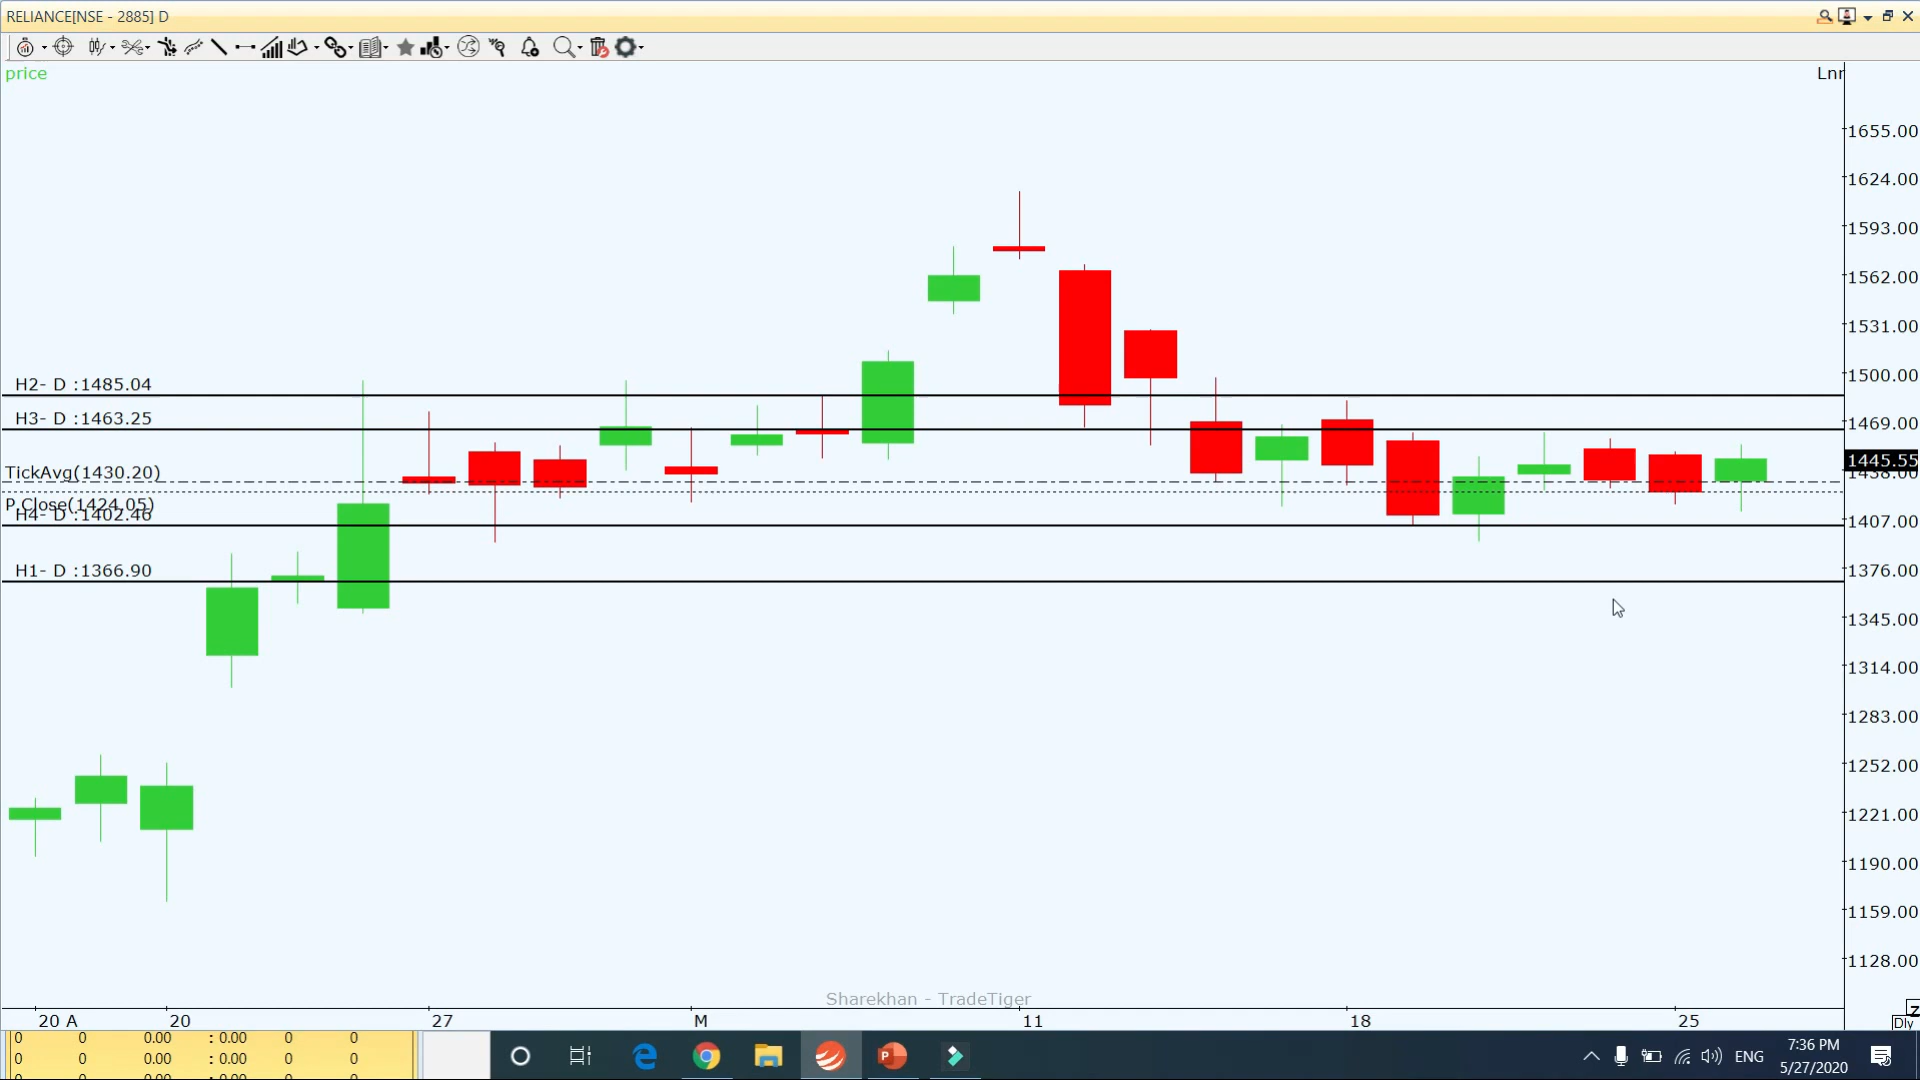 RELIANCE[NSE - 2885] D
price
Lnr
1655.00
1624.00
1593.00
1562.00
1531.00
1500.00
1469.00
1445.55
1438.00
1407.00
1376.00
1345.00
1314.00
1283.00
1252.00
1221.00
1190.00
1159.00
1128.00
H2- D :1485.04
H3- D :1463.25
TickAvg(1430.20)
P.Close(1424.05)
H4- D :1402.46
H1- D :1366.90
Sharekhan - TradeTiger
20 A 20 27 M 11 18 25
Z
Dly
0 0 0.00 : 0.00 0 0
0 0 0.00 : 0.00 0 0
ENG
7:36 PM
5/27/2020